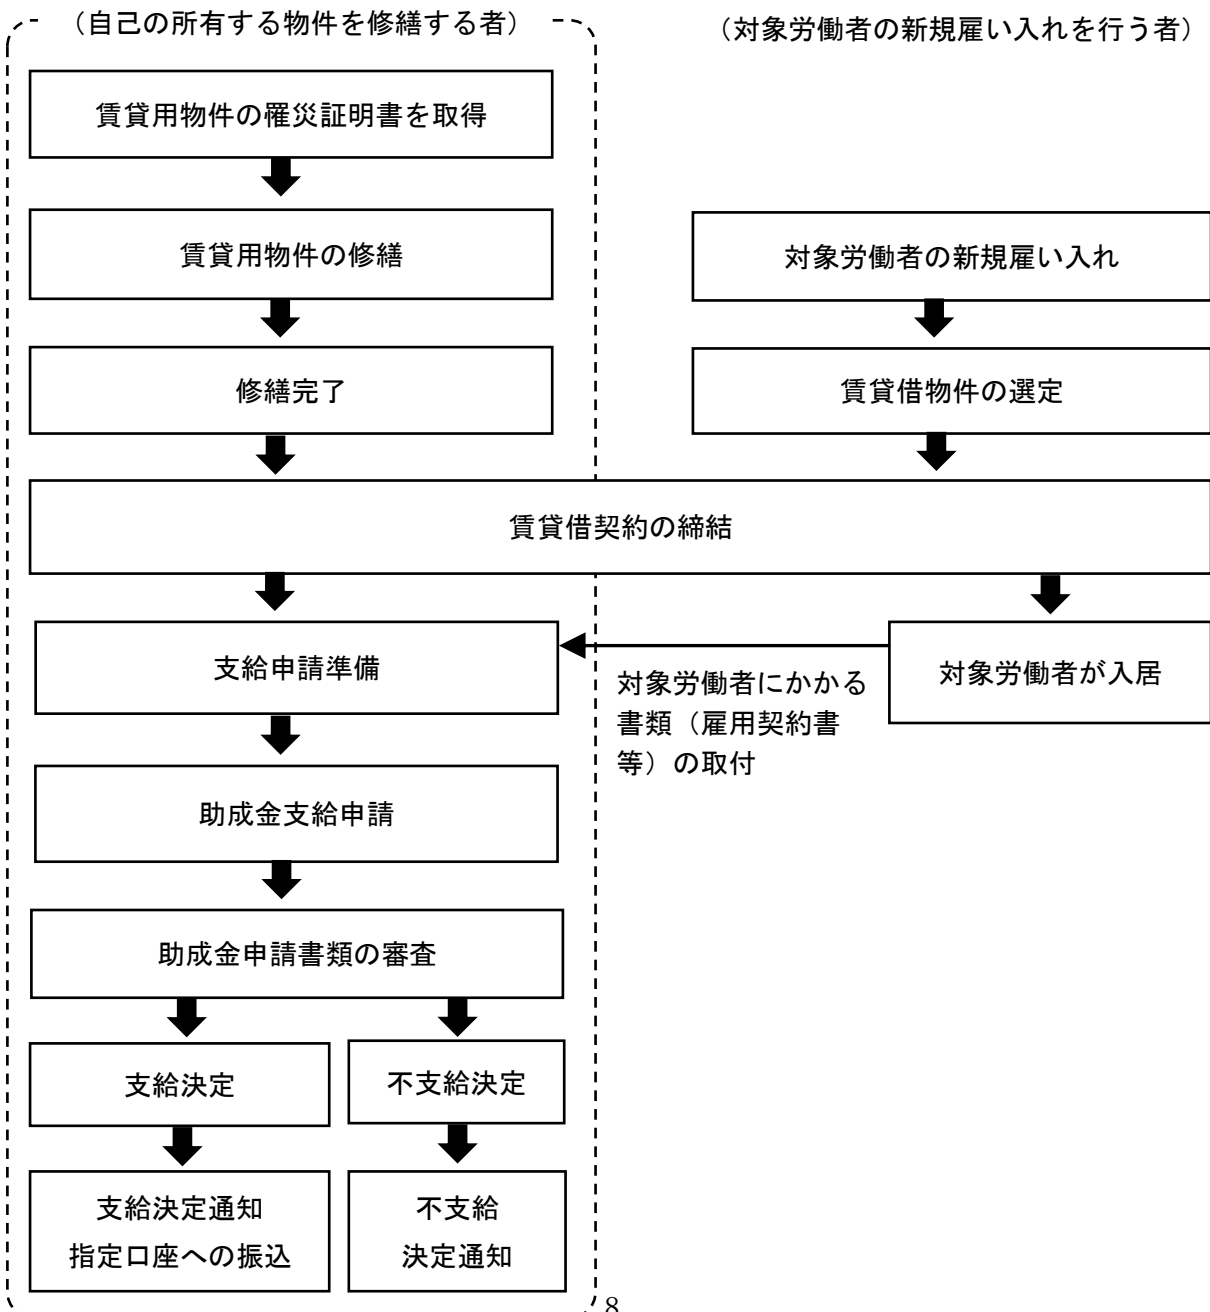 （自己の所有する物件を修繕する者）
（対象労働者の新規雇い入れを行う者）
賃貸用物件の罹災証明書を取得
賃貸用物件の修繕
対象労働者の新規雇い入れ
修繕完了
賃貸借物件の選定
賃貸借契約の締結
支給申請準備
対象労働者が入居
対象労働者にかかる
書類（雇用契約書
等）の取付
助成金支給申請
助成金申請書類の審査
支給決定
不支給決定
支給決定通知
指定口座への振込
不支給
決定通知
8